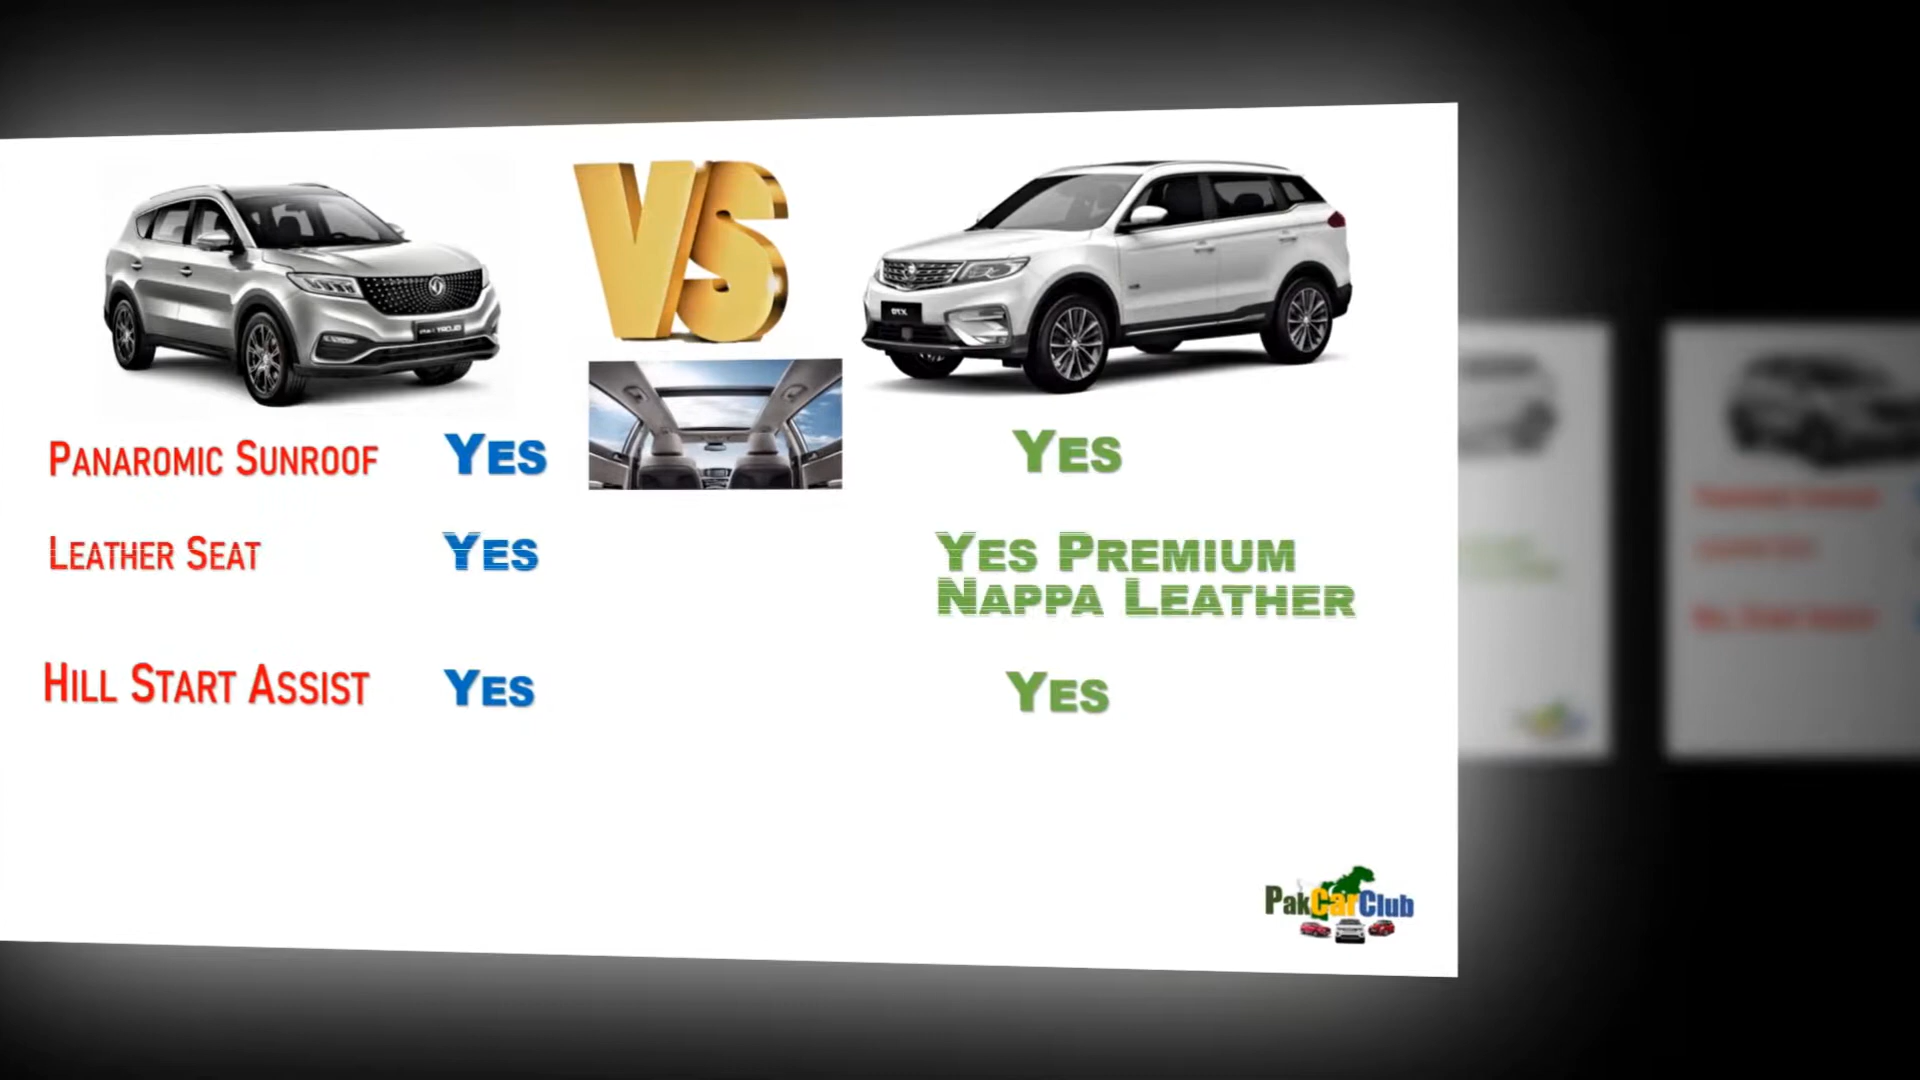 VS
PANAROMIC SUNROOF YES YES
LEATHER SEAT YES YES PREMIUM
NAPPA LEATHER
HILL START ASSIST YES YES
PakCarClub